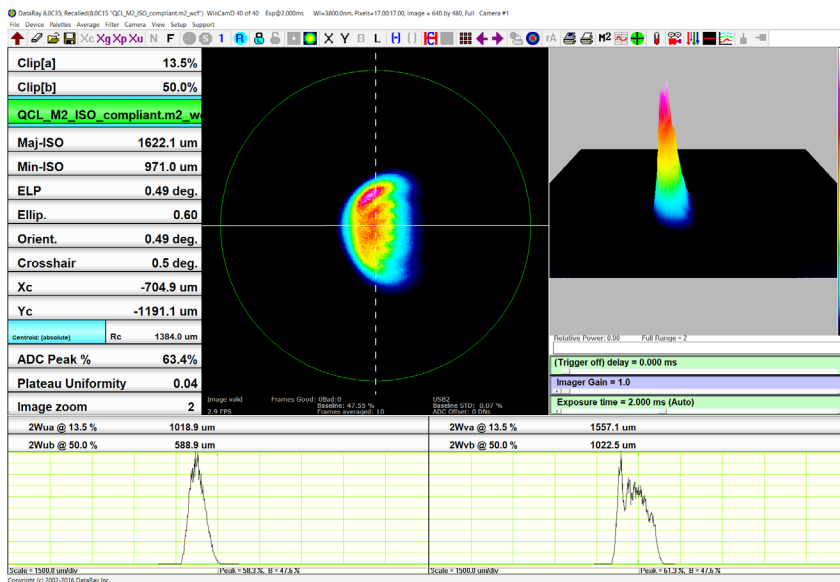 DataRay 8.0C35; Recalled(8.0C15 "QCL_M2_ISO_compliant.m2_wcf") WinCamD 40 of 40 Exp@2.000ms Wl=3800.0nm, Pixels=17.00:17.00, image = 640 by 480, Full Camera #1
File Device Palettes Average Filter Camera View Setup Support
Xc Xg Xp Xu N F S 1 R 8 X Y B L rA M²
Clip[a] 13.5%
Clip[b] 50.0%
QCL_M2_ISO_compliant.m2_w
Maj-ISO 1622.1 um
Min-ISO 971.0 um
ELP 0.49 deg.
Ellip. 0.60
Orient. 0.49 deg.
Crosshair 0.5 deg.
Xc -704.9 um
Yc -1191.1 um
Centroid: [absolute] Rc 1384.0 um
ADC Peak % 63.4%
Plateau Uniformity 0.04
Image zoom 2
Image valid Frames Good: 0Bad:0 USB2
Baseline: 47.55 % Baseline STD: 0.07 %
2.9 FPS Frames averaged: 10 ADC Offset: 0 DNs
Relative Power: 0.00 Full Range = 2
(Trigger off) delay = 0.000 ms
Imager Gain = 1.0
Exposure time = 2.000 ms (Auto)
2Wua @ 13.5 % 1018.9 um
2Wub @ 50.0 % 588.9 um
2Wva @ 13.5 % 1557.1 um
2Wvb @ 50.0 % 1022.5 um
Scale = 1500.0 um/div Peak = 58.3 %, B = 47.6 %
Scale = 1500.0 um/div Peak = 61.3 %, B = 47.6 %
Copyright (c) 2002-2016 DataRay Inc.